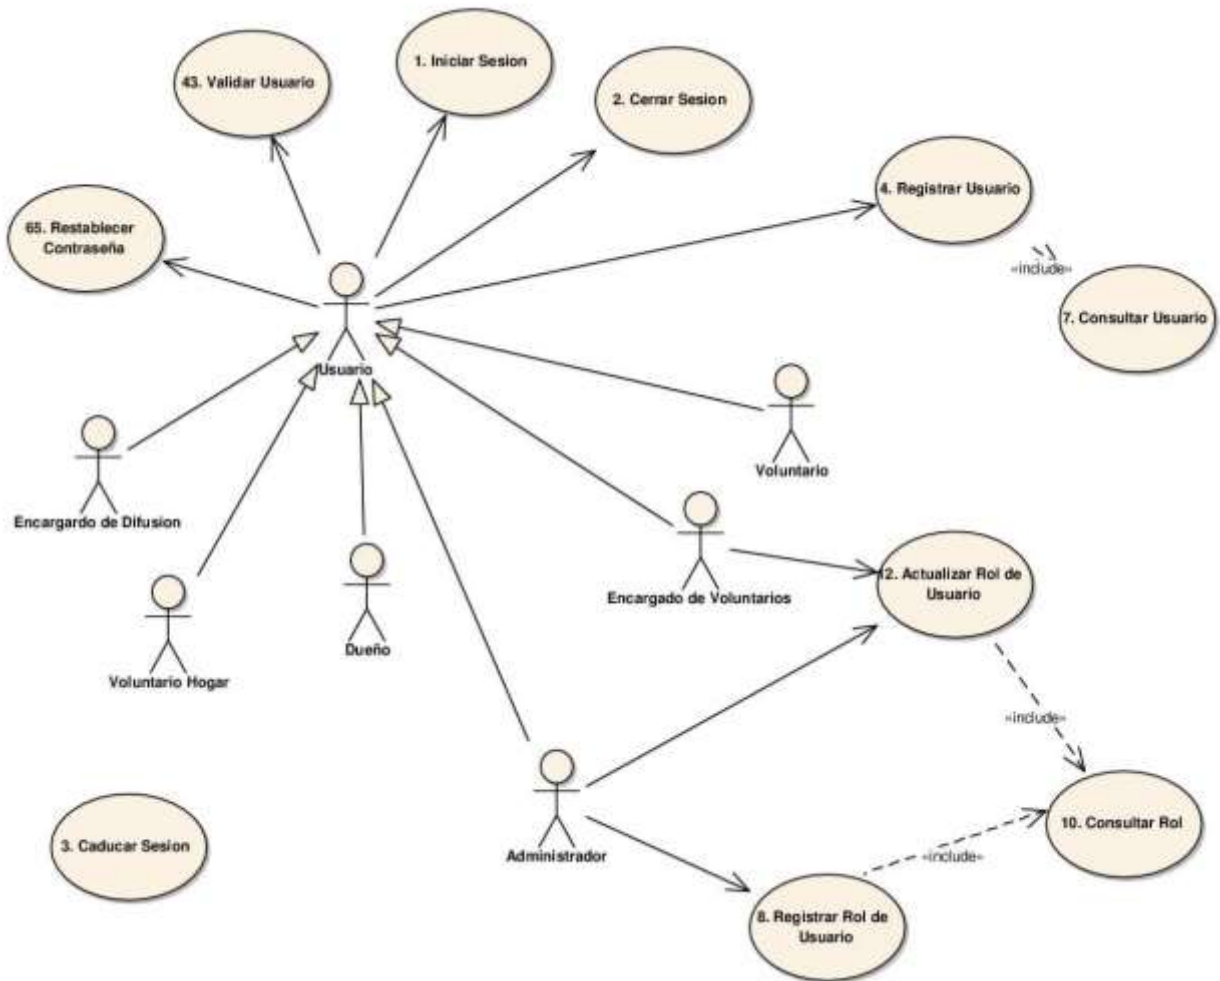 1. Iniciar Sesion
43. Validar Usuario
2. Cerrar Sesion
4. Registrar Usuario
65. Restablecer
Contraseña
«include»
7. Consultar Usuario
Usuario
Voluntario
Encargardo de Difusion
12. Actualizar Rol de
Usuario
Encargado de Voluntarios
Dueño
Voluntario Hogar
«include»
10. Consultar Rol
3. Caducar Sesion
Administrador
«include»
8. Registrar Rol de
Usuario